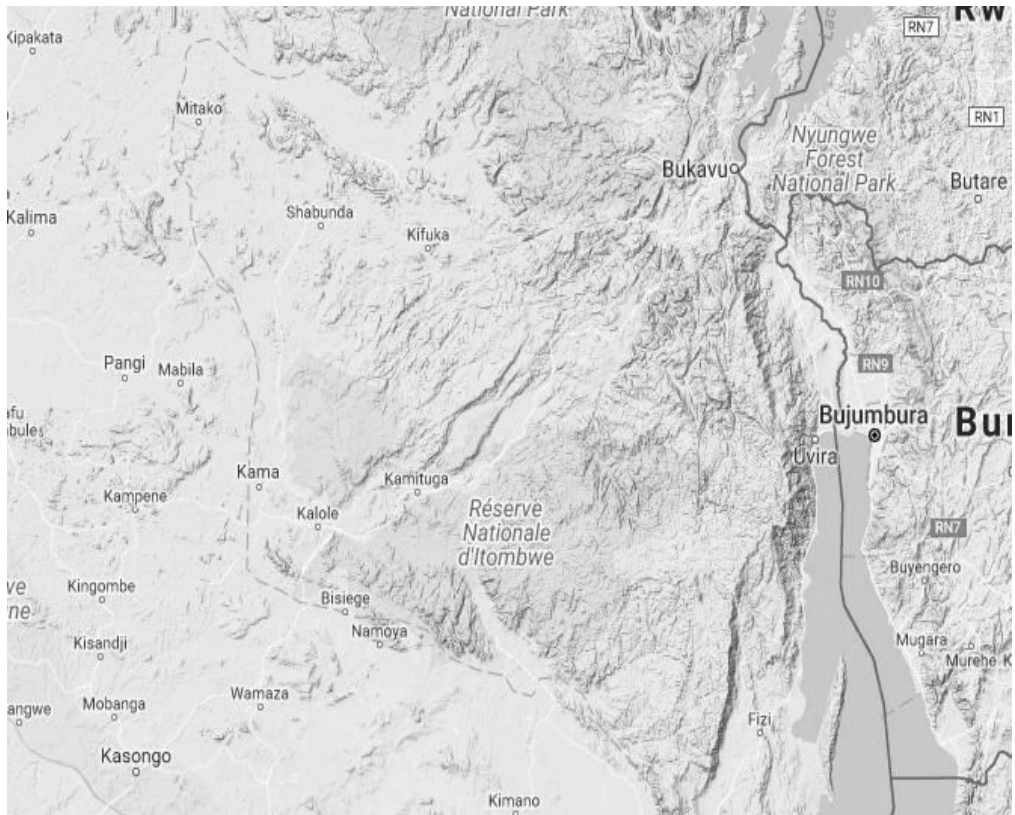 National Park
Rw
RN7
Kipakata
RN1
Mitako
Nyungwe
Forest
National Park
Bukavu
Butare
Shabunda
Kalima
Kifuka
RN10
Pangi
Mabila
RN9
Bujumbura
Bur
Uvira
Kama
Kamituga
Kampene
Kalole
Réserve
Nationale
d'Itombwe
RN7
Buyengero
Kingombe
Bisiege
Namoya
Kisandji
Mugara
Murehe K
Wamaza
Mobanga
Fizi
Kasongo
Kimano